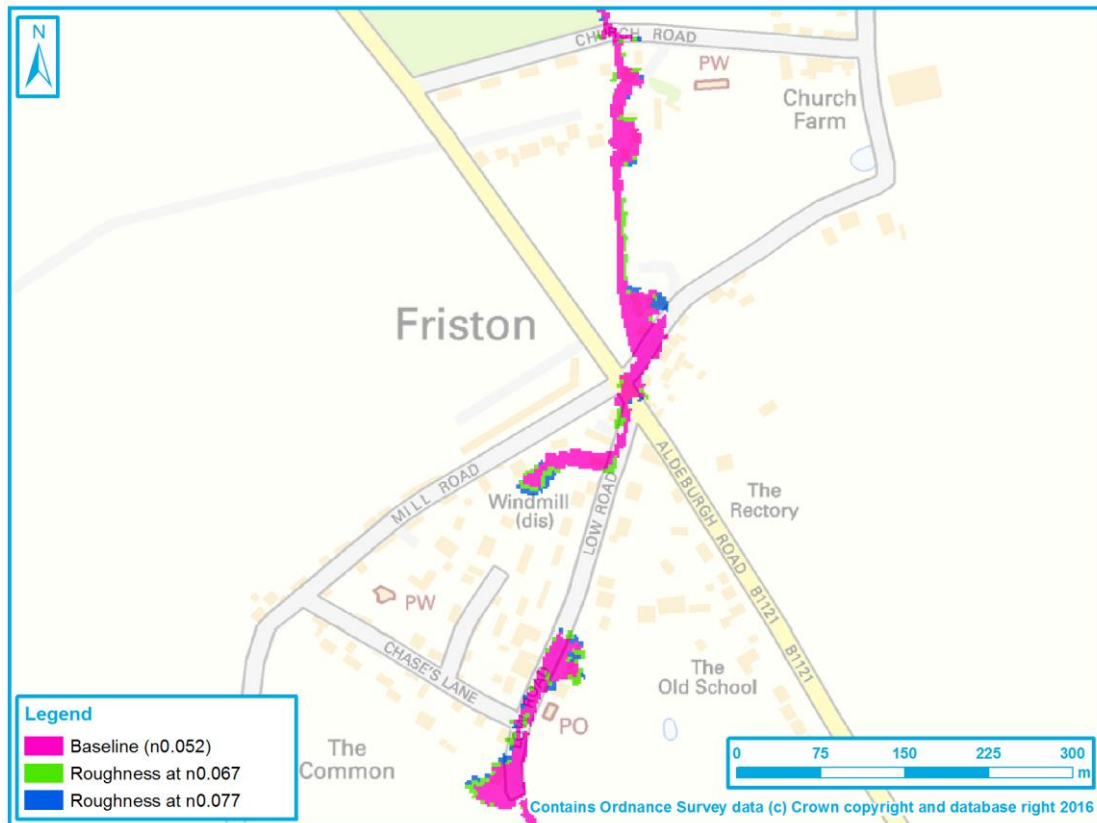 N
CHURCH ROAD
PW
Church
Farm
Friston
MILL ROAD
Windmill
(dis)
LOW ROAD
ALDEBURGH ROAD B1121
B1121
The
Rectory
PW
CHASE'S LANE
The
Old School
PO
The
Common
Legend
Baseline (n0.052)
Roughness at n0.067
Roughness at n0.077
0 75 150 225 300
m
Contains Ordnance Survey data (c) Crown copyright and database right 2016